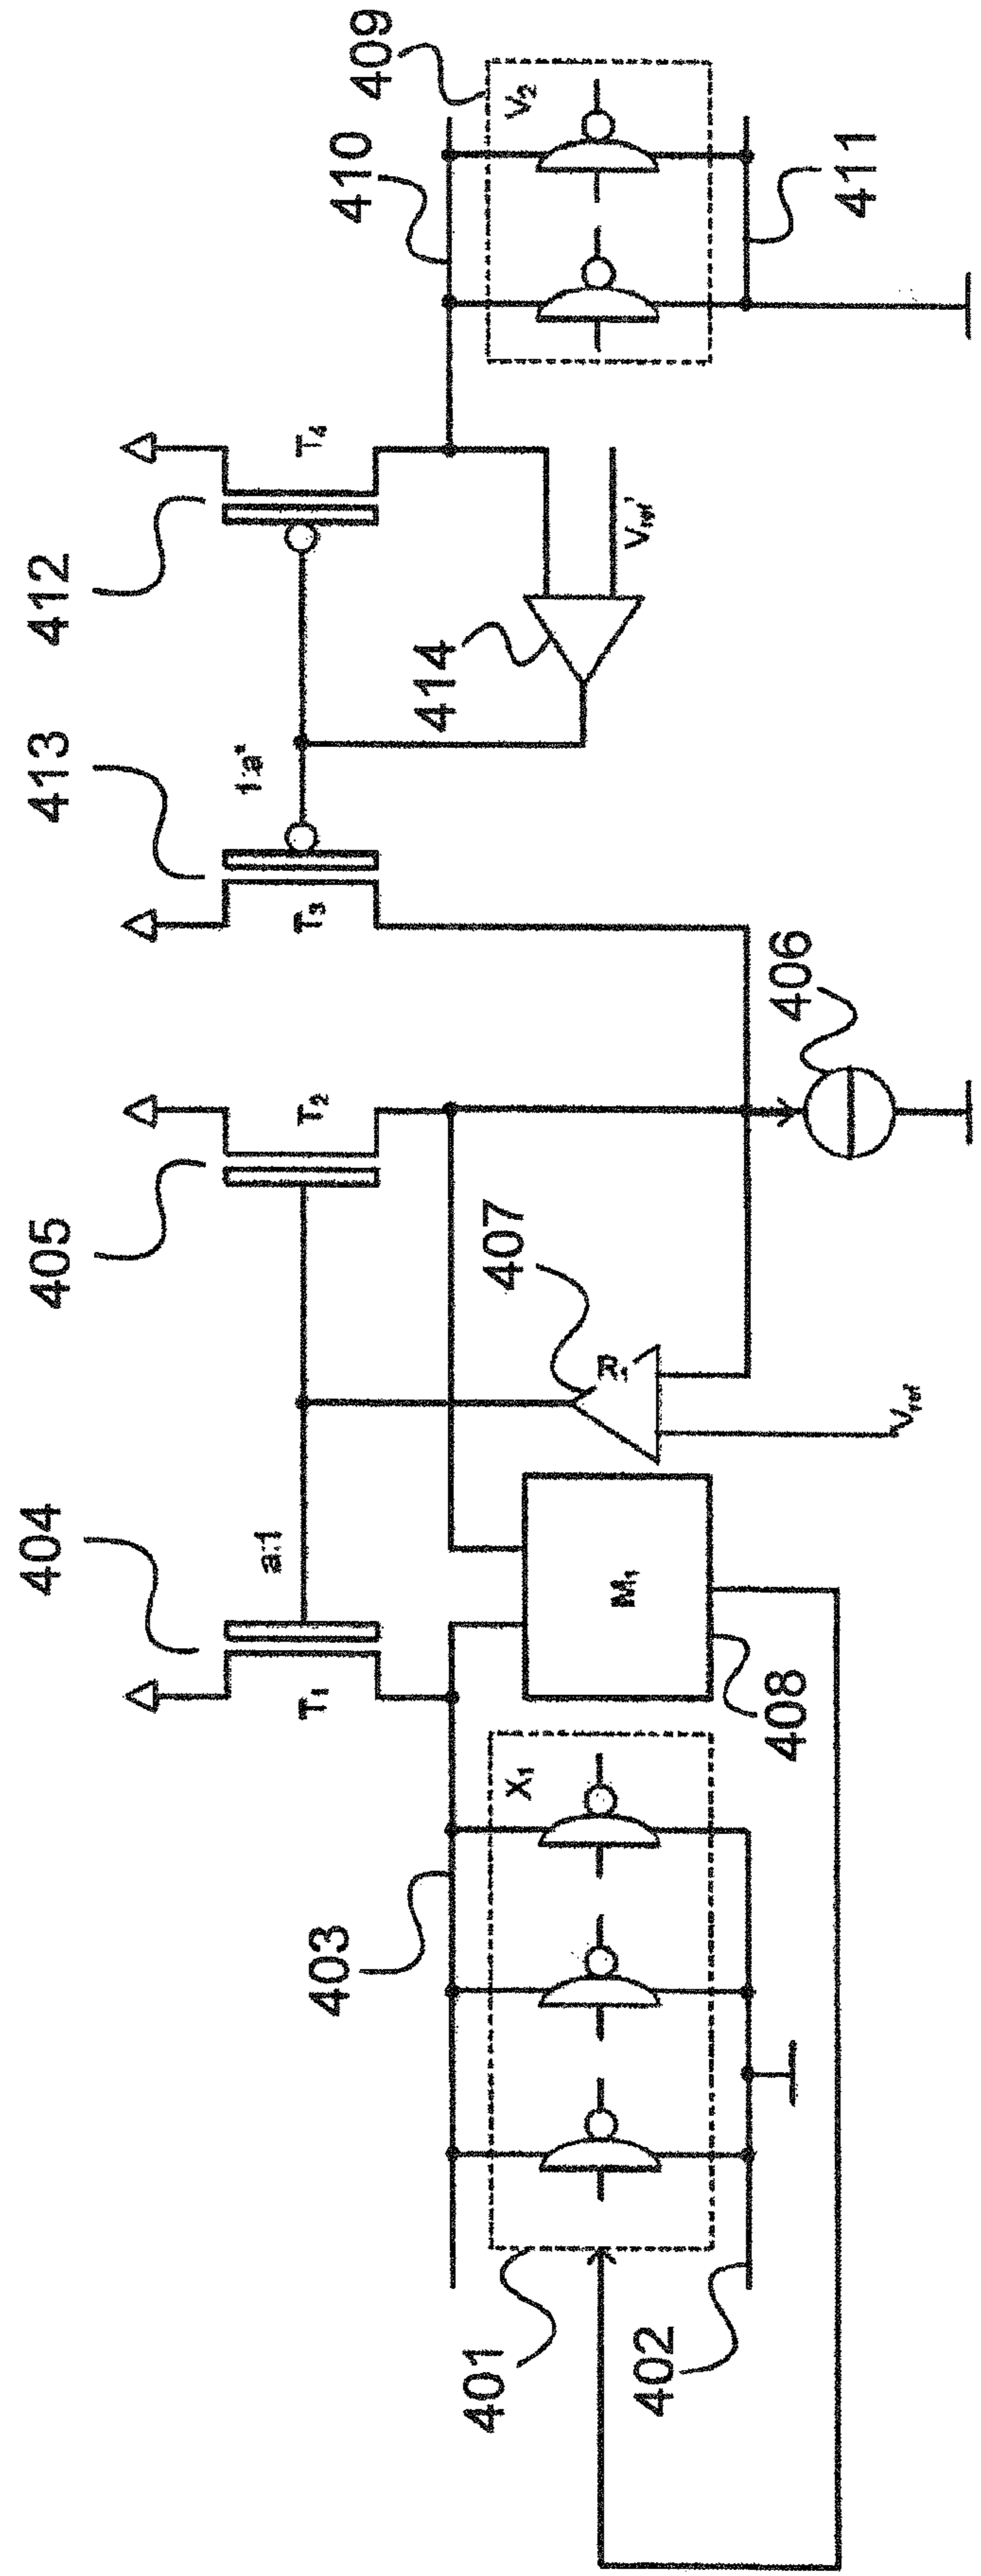 404
405
413
412
a:1
1:a*
T₁
T₂
T₃
T₄
403
410
409
414
401
407
X₁
M₁
R₁
V₂
Vref'
402
408
406
411
Vref